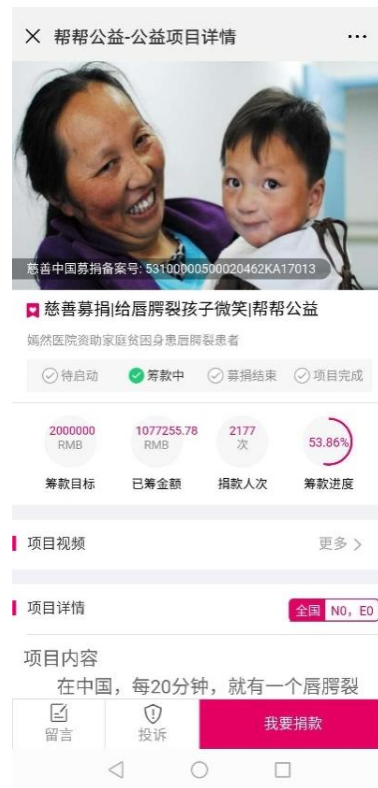 帮帮公益-公益项目详情
慈善中国募捐备案号: 53100000500020462KA17013
慈善募捐|给唇腭裂孩子微笑|帮帮公益
嫣然医院资助家庭贫困身患唇腭裂患者
待启动 筹款中 募捐结束 项目完成
2000000 1077255.78 2177 53.86%
RMB RMB 次
筹款目标 已筹金额 捐款人次 筹款进度
项目视频 更多
项目详情 全国 N0, E0
项目内容
在中国，每20分钟，就有一个唇腭裂
留言 投诉 我要捐款